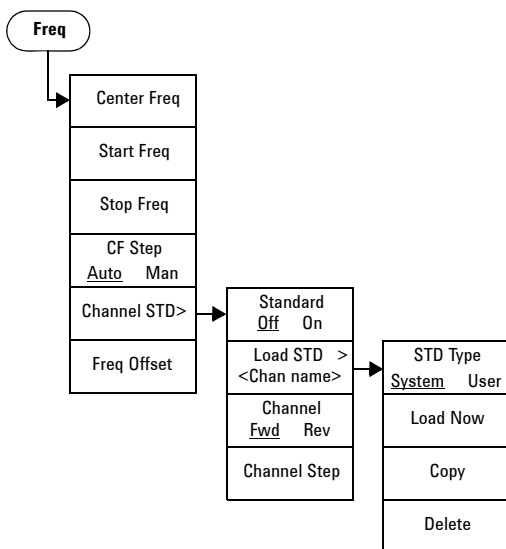 Freq
Center Freq
Start Freq
Stop Freq
CF Step
Auto Man
Channel STD>
Freq Offset
Standard
Off On
Load STD >
<Chan name>
Channel
Fwd Rev
Channel Step
STD Type
System User
Load Now
Copy
Delete